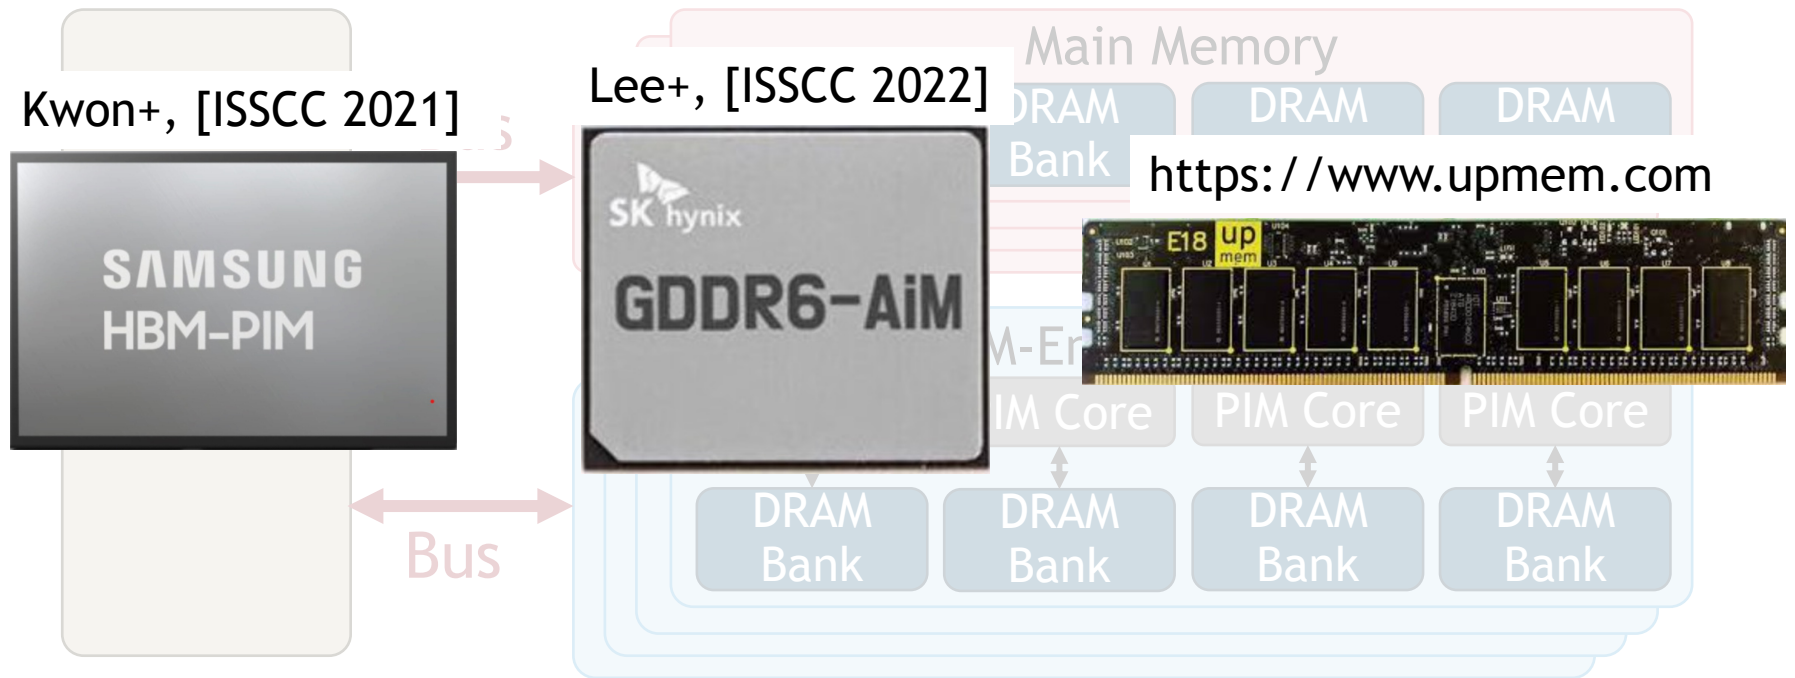 Main Memory
Kwon+, [ISSCC 2021]
Lee+, [ISSCC 2022]
DRAM
Bank
DRAM
DRAM
https://www.upmem.com
SAMSUNG
HBM-PIM
SK hynix
GDDR6-AiM
E18
up
mem
PIM Core
PIM Core
Bus
DRAM
Bank
DRAM
Bank
DRAM
Bank
DRAM
Bank